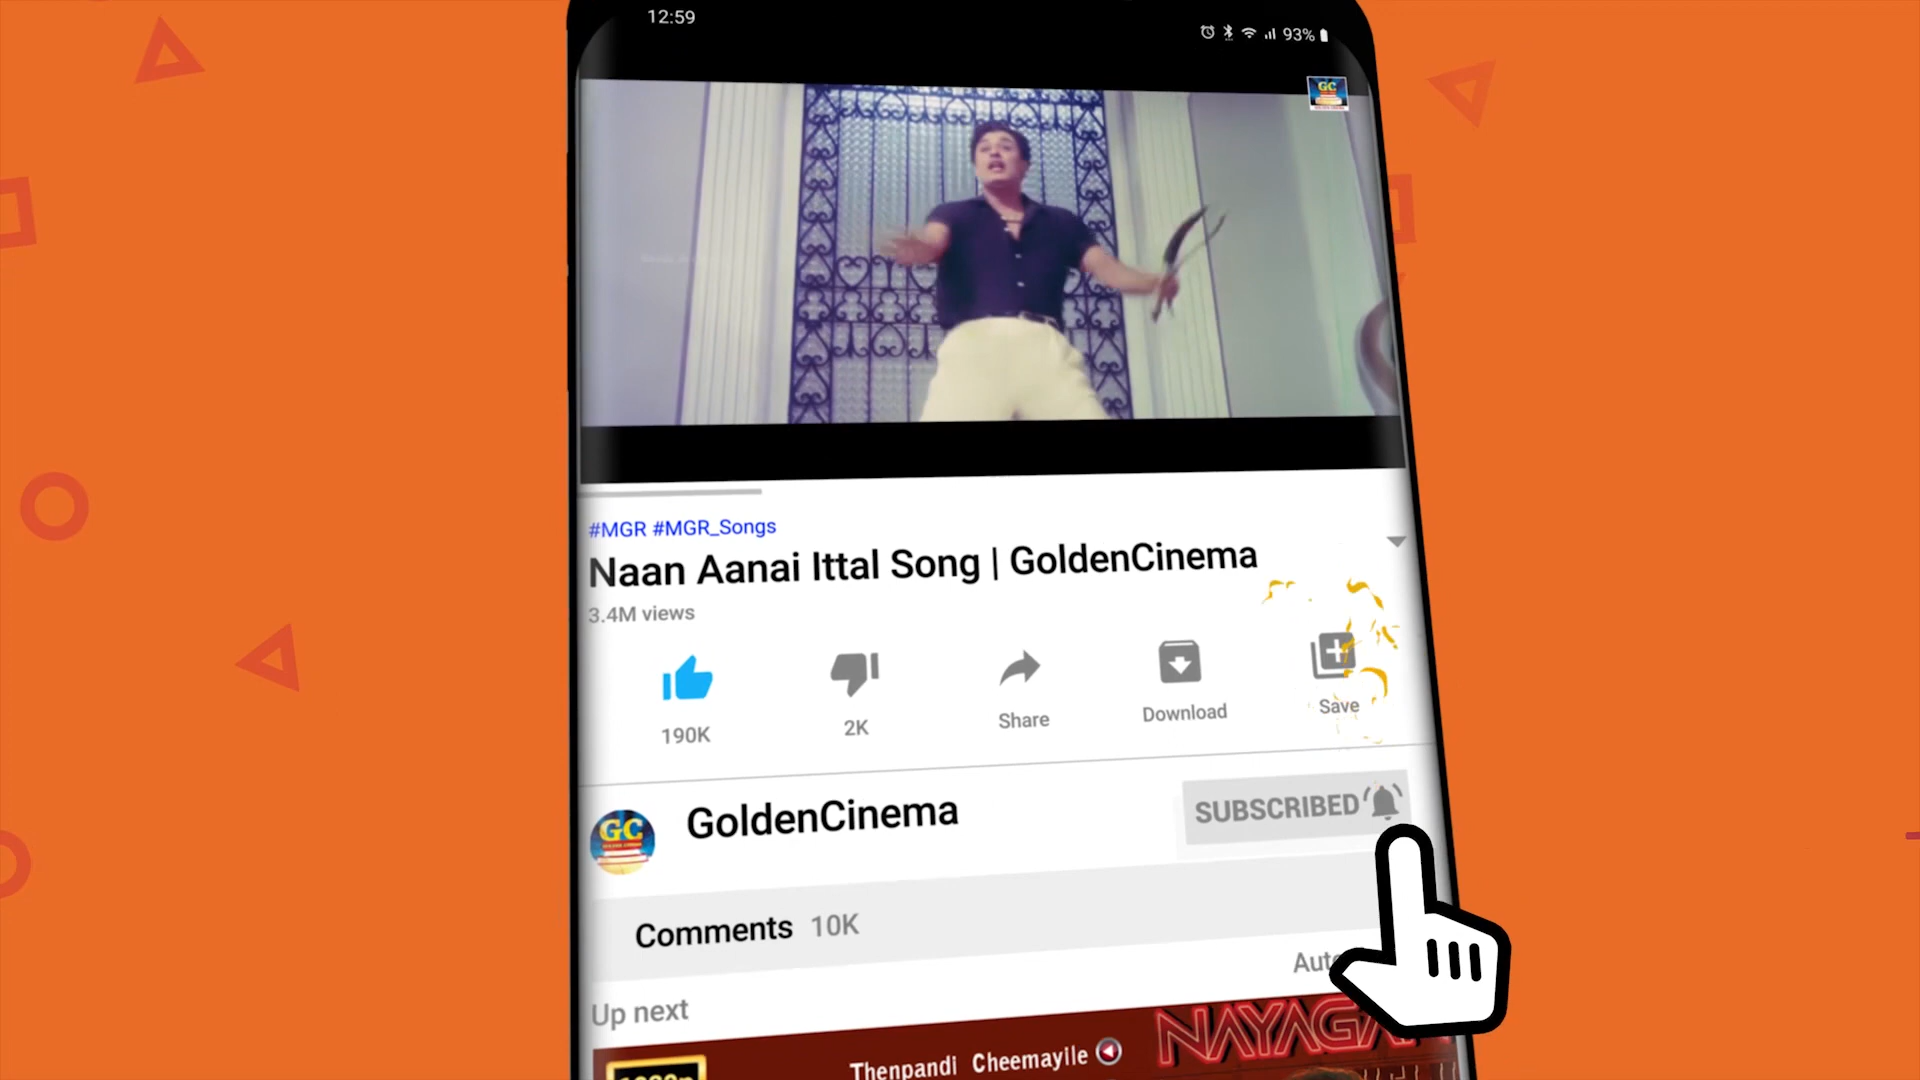 12:59
93%
GC
#MGR #MGR_Songs
Naan Aanai Ittal Song | GoldenCinema
3.4M views
190K
2K
Share
Download
Save
GC
GoldenCinema
SUBSCRIBED
Comments 10K
Up next
Thenpandi Cheemayile